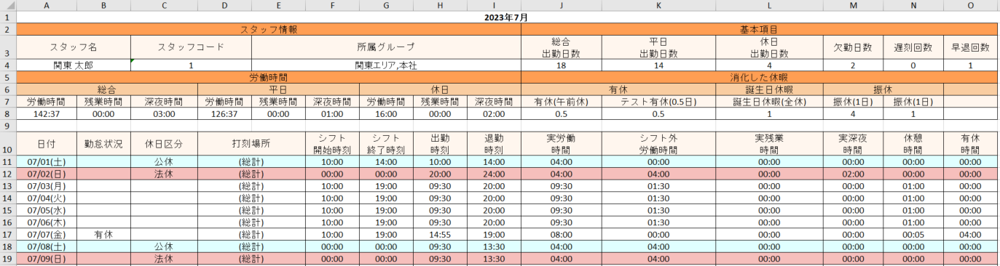 A B C D E F G H I J K L M N O
1 2023年7月
2 スタッフ情報 基本項目
3 スタッフ名 スタッフコード 所属グループ 総合 出勤日数 平日 出勤日数 休日 出勤日数 欠勤日数 遅刻回数 早退回数
4 関東 太郎 1 関東エリア,本社 18 14 4 2 0 1
5 労働時間 消化した休暇
6 総合 平日 休日 有休 誕生日休暇 振休
7 労働時間 残業時間 深夜時間 労働時間 残業時間 深夜時間 労働時間 残業時間 深夜時間 有休(午前休) テスト有休(0.5日) 誕生日休暇(全休) 振休(1日) 振休(1日)
8 142:37 00:00 03:00 126:37 00:00 01:00 16:00 00:00 02:00 0.5 0.5 1 4 1
9
10 日付 勤怠状況 休日区分 打刻場所 シフト 開始時刻 シフト 終了時刻 出勤 時刻 退勤 時刻 実労働 時間 シフト外 労働時間 実残業 時間 実深夜 時間 休憩 時間 有休 時間
11 07/01(土) 公休 (総計) 10:00 14:00 10:00 14:00 04:00 00:00 00:00 00:00 00:00 00:00
12 07/02(日) 法休 (総計) 00:00 00:00 20:00 24:00 04:00 04:00 00:00 02:00 00:00 00:00
13 07/03(月) (総計) 10:00 19:00 09:30 20:00 09:30 01:30 00:00 00:00 01:00 00:00
14 07/04(火) (総計) 10:00 19:00 09:30 20:00 09:30 01:30 00:00 00:00 01:00 00:00
15 07/05(水) (総計) 10:00 19:00 09:30 20:00 09:30 01:30 00:00 00:00 01:00 00:00
16 07/06(木) (総計) 10:00 19:00 09:30 20:00 09:30 01:30 00:00 00:00 01:00 00:00
17 07/07(金) 有休 (総計) 10:00 19:00 14:55 19:00 08:00 00:00 00:00 00:00 00:05 04:00
18 07/08(土) 公休 (総計) 00:00 00:00 09:30 13:30 04:00 04:00 00:00 00:00 00:00 00:00
19 07/09(日) 法休 (総計) 00:00 00:00 09:30 13:30 04:00 04:00 00:00 00:00 00:00 00:00